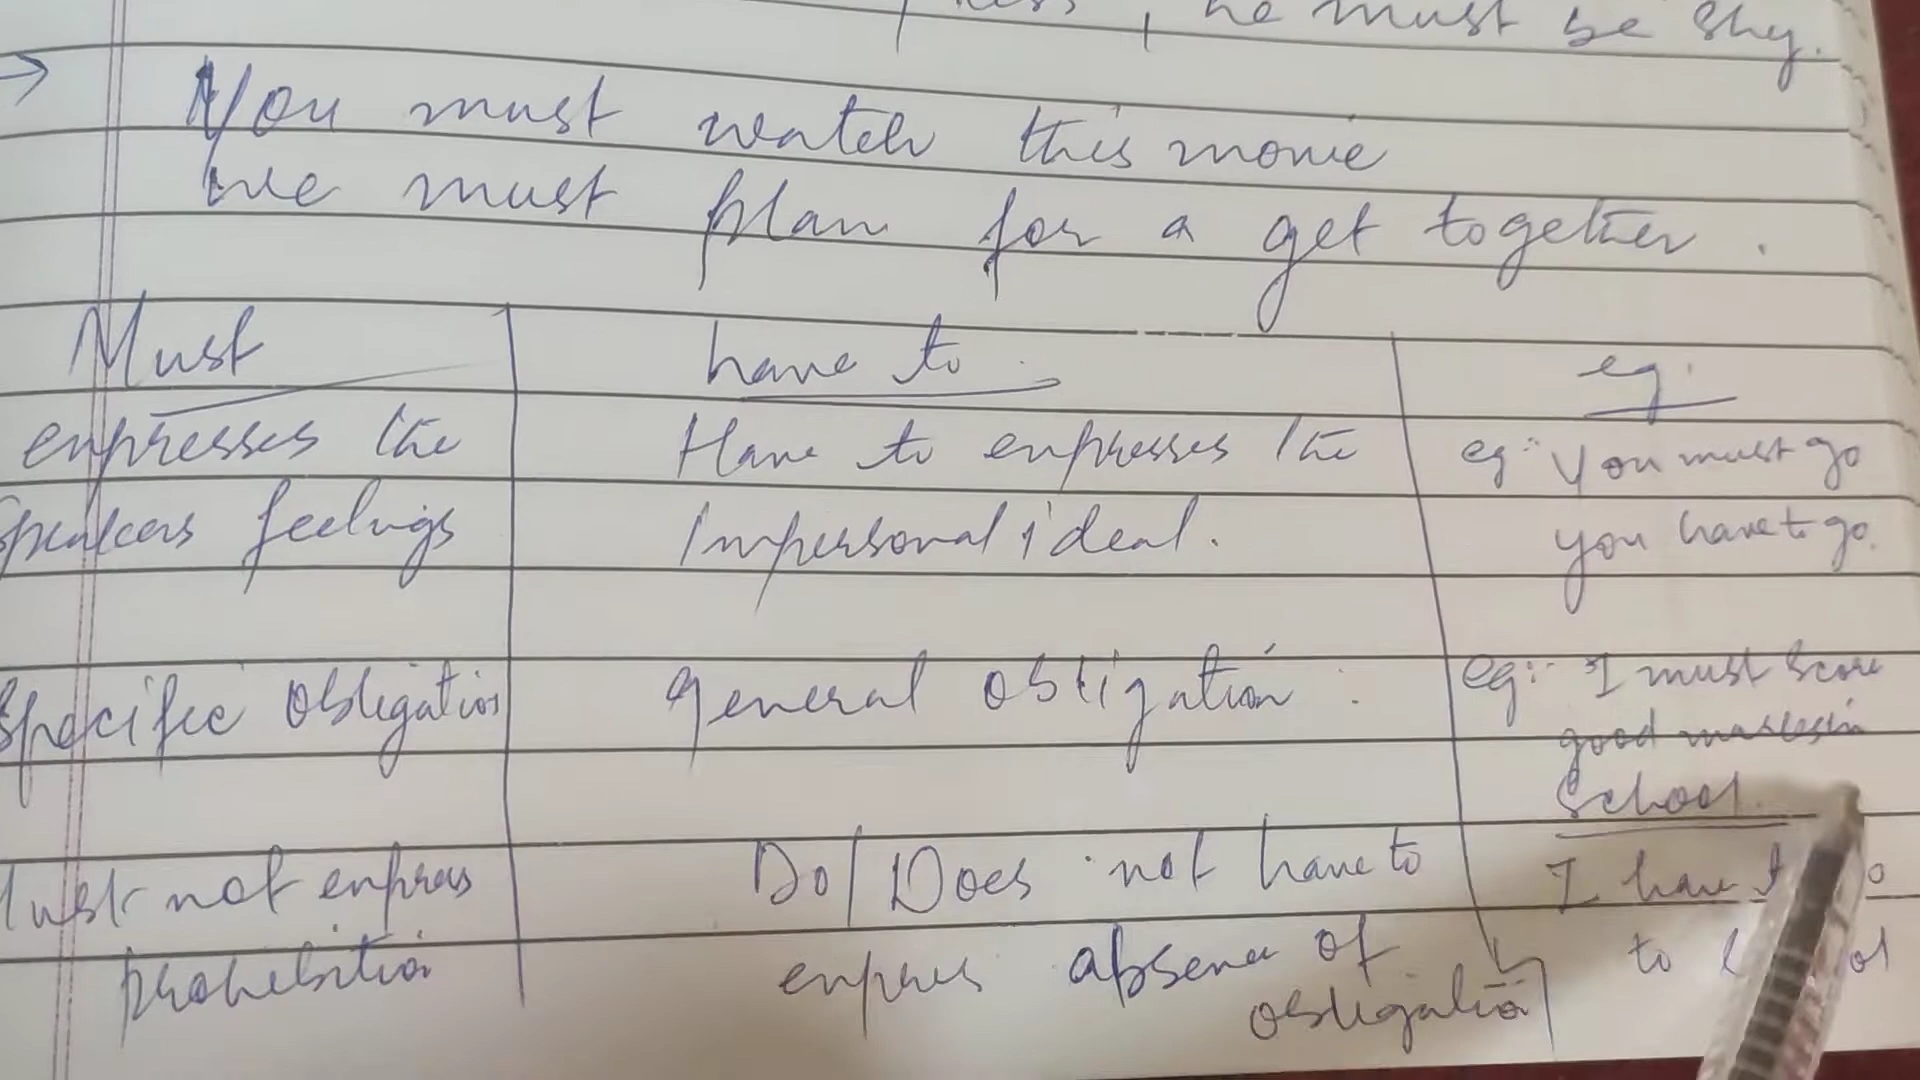 he must be shy.
→ You must watch this movie
We must plan for a get together.
Must
have to
eg.
expresses the
Have to expresses the
eg:- You must go
Speakers feelings
Impersonal ideal.
you have to go.
Specific obligation
general obligation.
eg:- I must score
good marks in
School.
Must not express
Do/Does not have to
I have
prohibition
express absence of
to
obligation